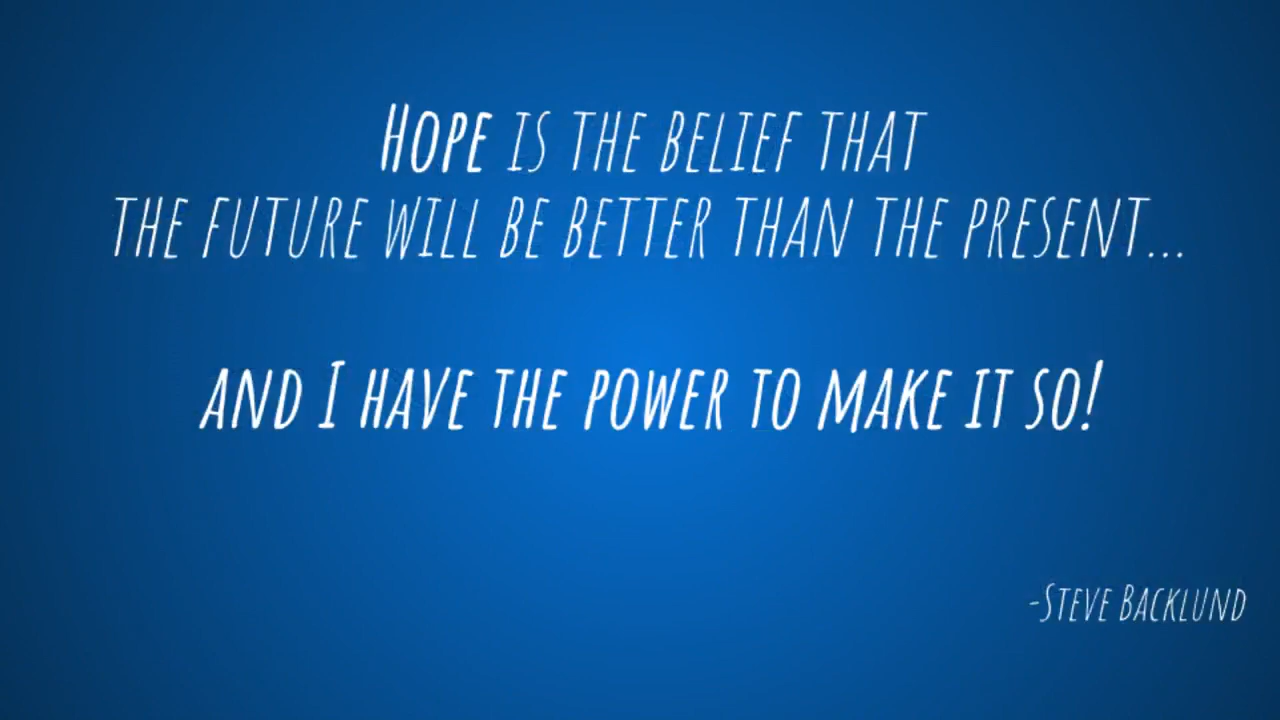 Hope is the belief that
the future will be better than the present...
and I have the power to make it so!
-Steve Backlund